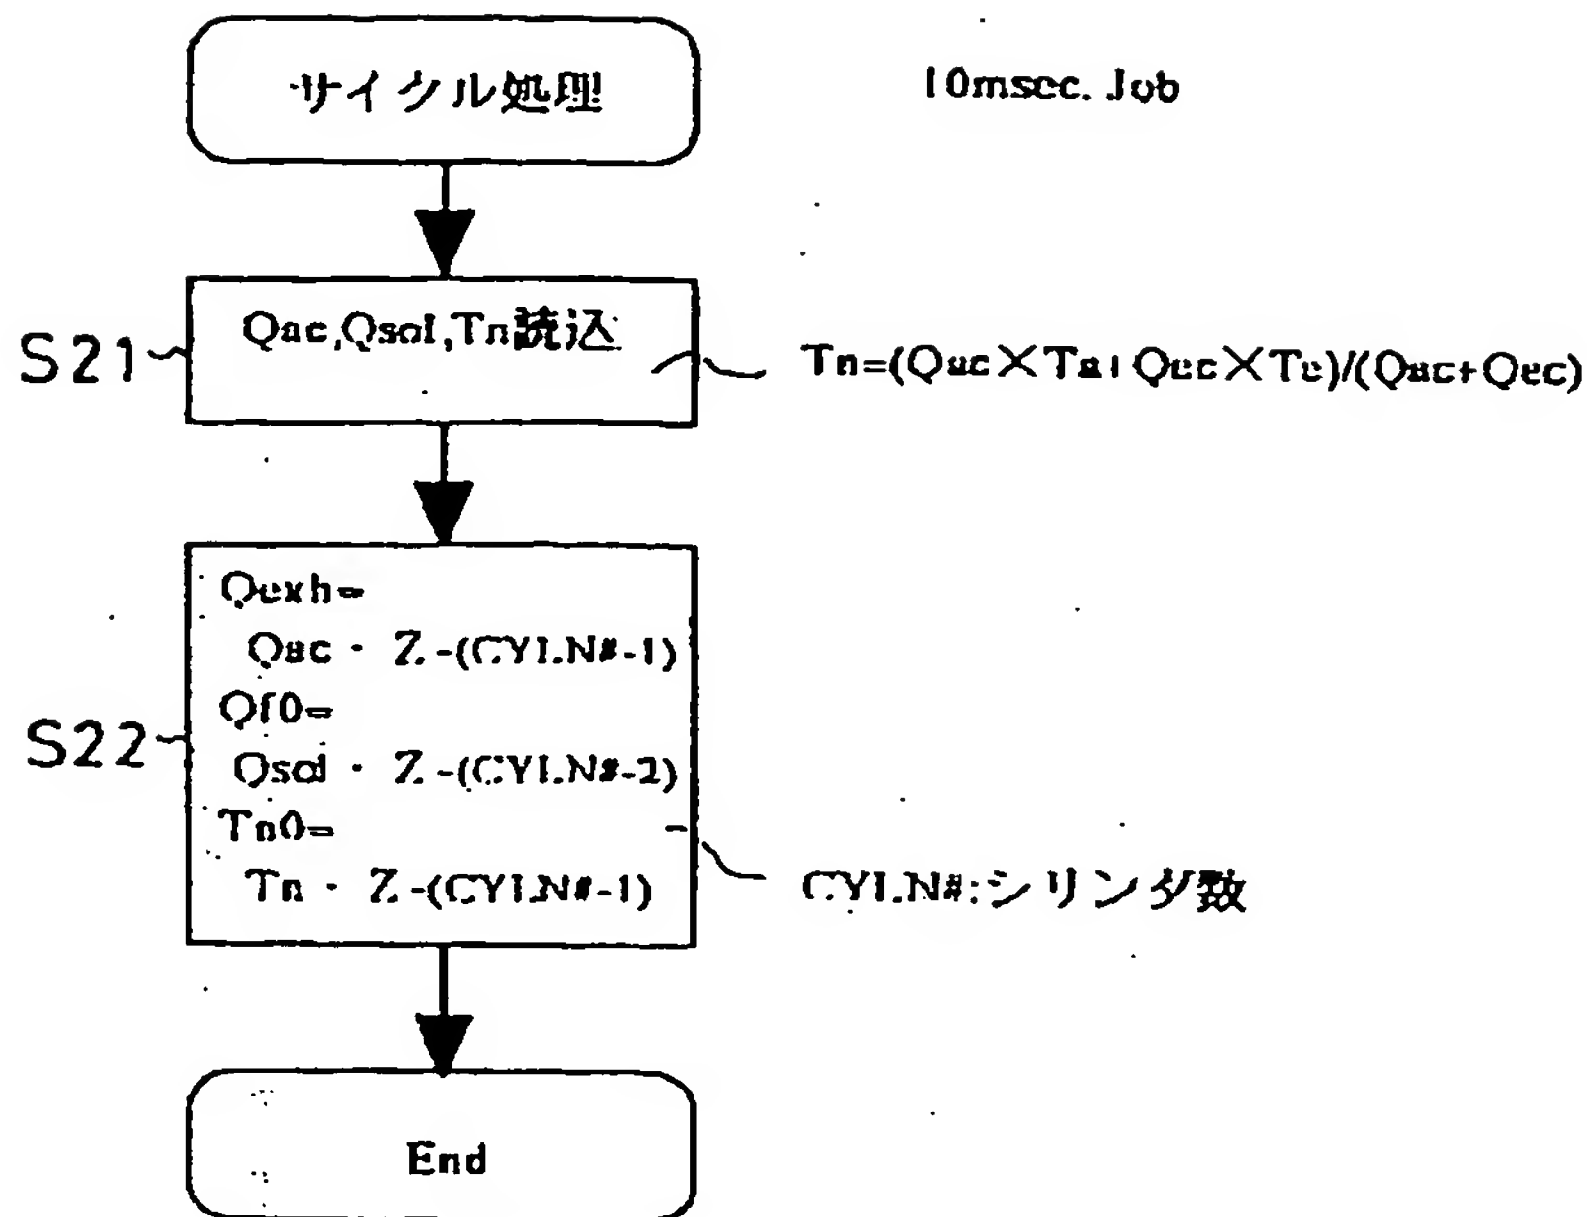 サイクル処理
10msec. Job
S21
Qac,Qsol,Tn読込
Tn=(Qac×Ta+Qec×Te)/(Qac+Qec)
S22
Qexh=
Qac・Z-(CYLN#-1)
Qf0=
Qsol・Z-(CYLN#-2)
Tn0=
Tn・Z-(CYLN#-1)
CYLN#:シリンダ数
End